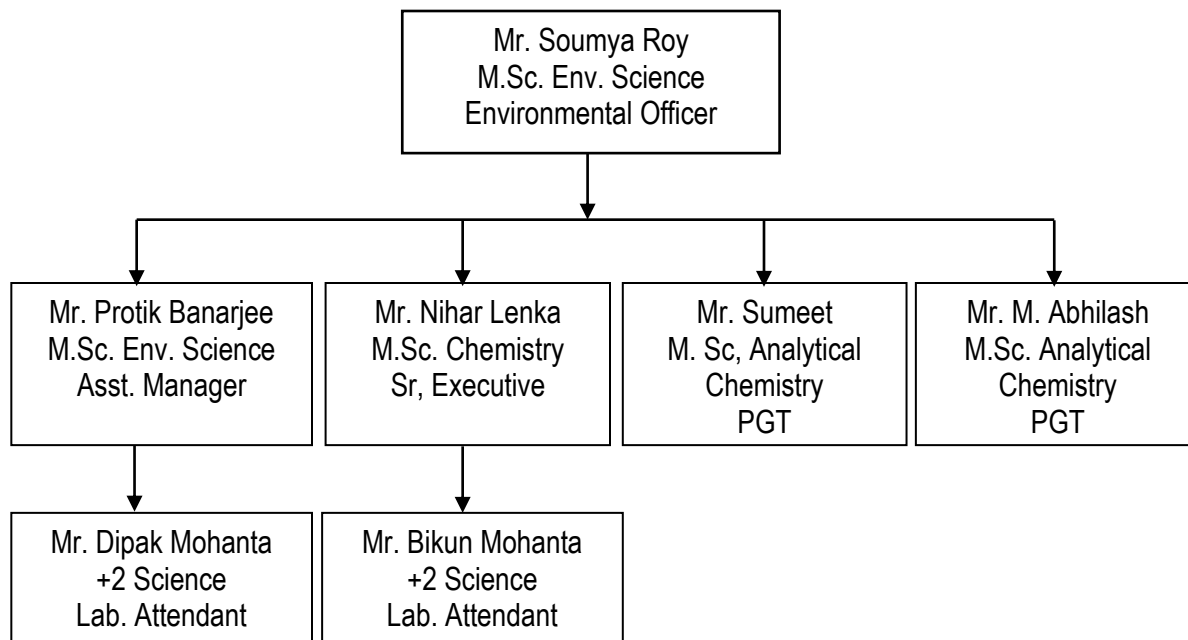 Mr. Soumya Roy
M.Sc. Env. Science
Environmental Officer
Mr. Protik Banarjee
M.Sc. Env. Science
Asst. Manager
Mr. Nihar Lenka
M.Sc. Chemistry
Sr, Executive
Mr. Sumeet
M. Sc, Analytical
Chemistry
PGT
Mr. M. Abhilash
M.Sc. Analytical
Chemistry
PGT
Mr. Dipak Mohanta
+2 Science
Lab. Attendant
Mr. Bikun Mohanta
+2 Science
Lab. Attendant